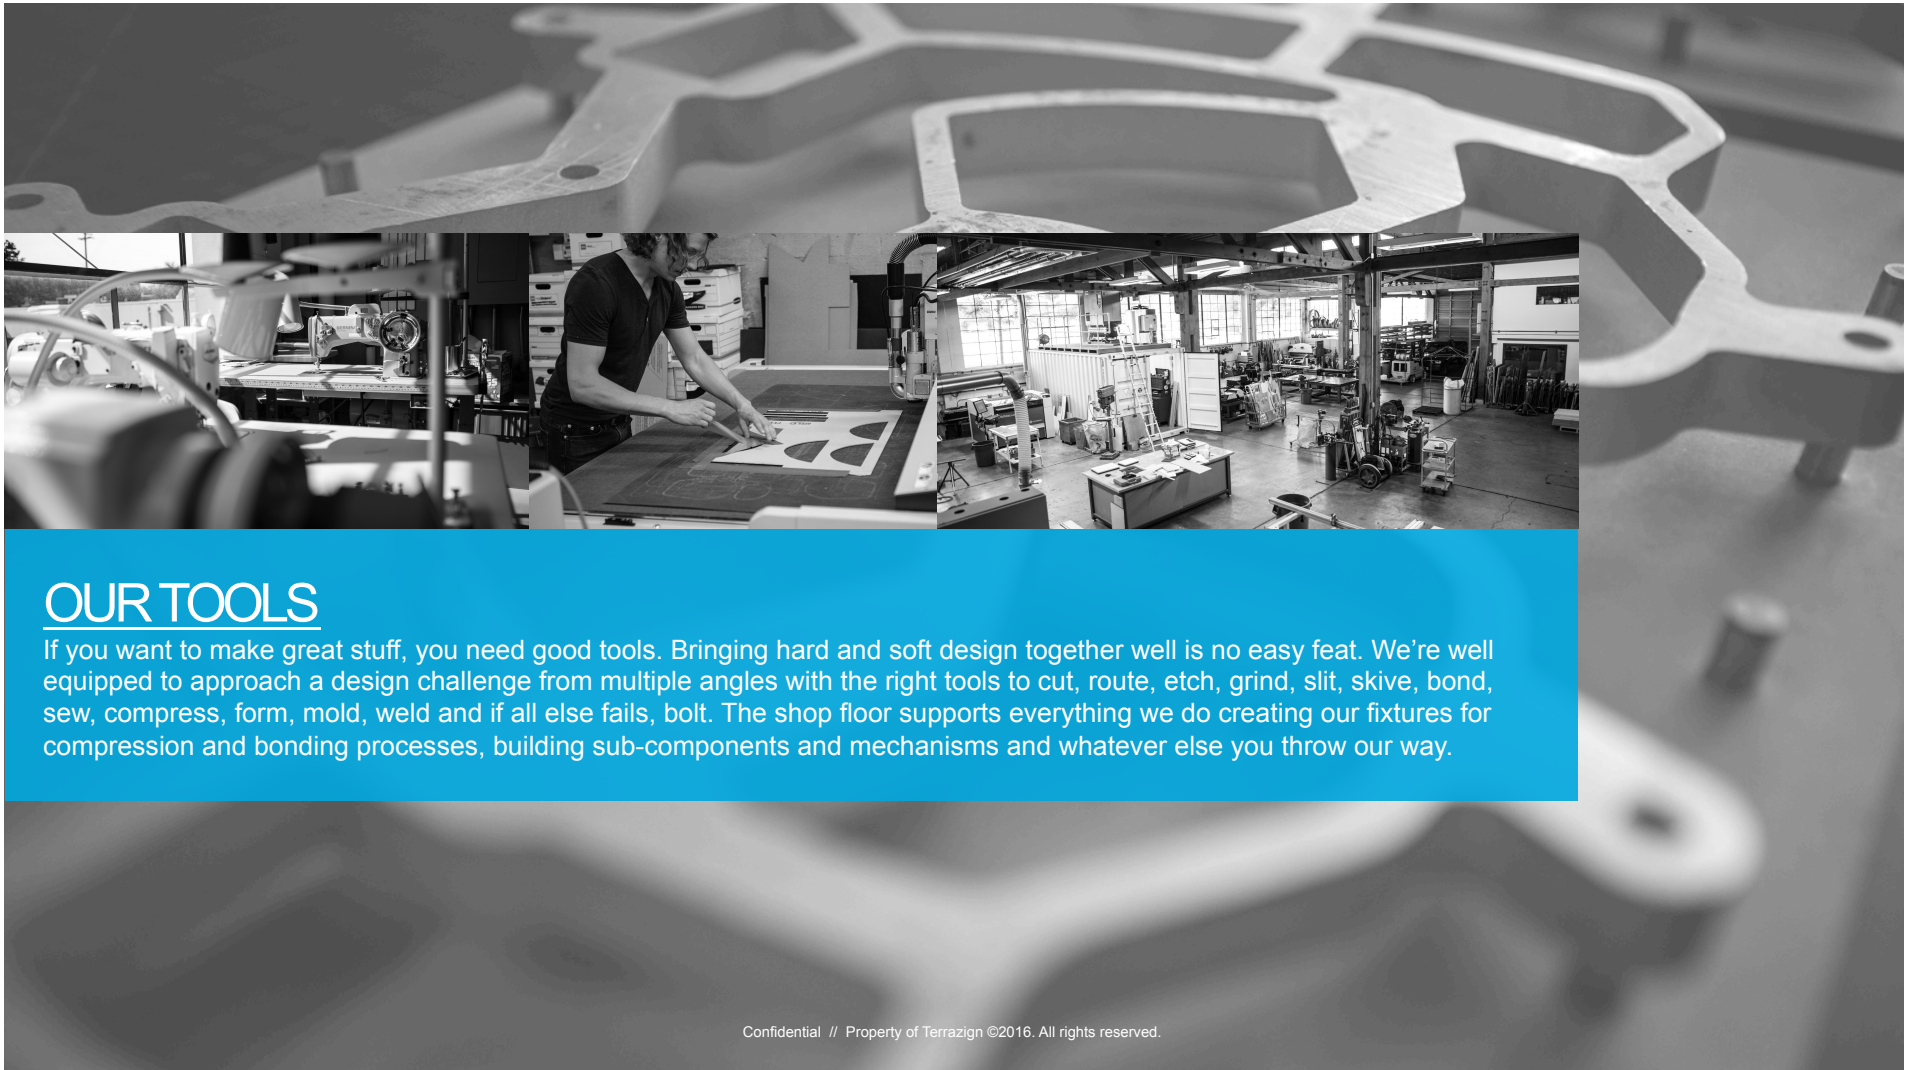 OUR TOOLS
If you want to make great stuff, you need good tools. Bringing hard and soft design together well is no easy feat. We’re well
equipped to approach a design challenge from multiple angles with the right tools to cut, route, etch, grind, slit, skive, bond,
sew, compress, form, mold, weld and if all else fails, bolt. The shop floor supports everything we do creating our fixtures for
compression and bonding processes, building sub-components and mechanisms and whatever else you throw our way.
Confidential // Property of Terrazign ©2016. All rights reserved.